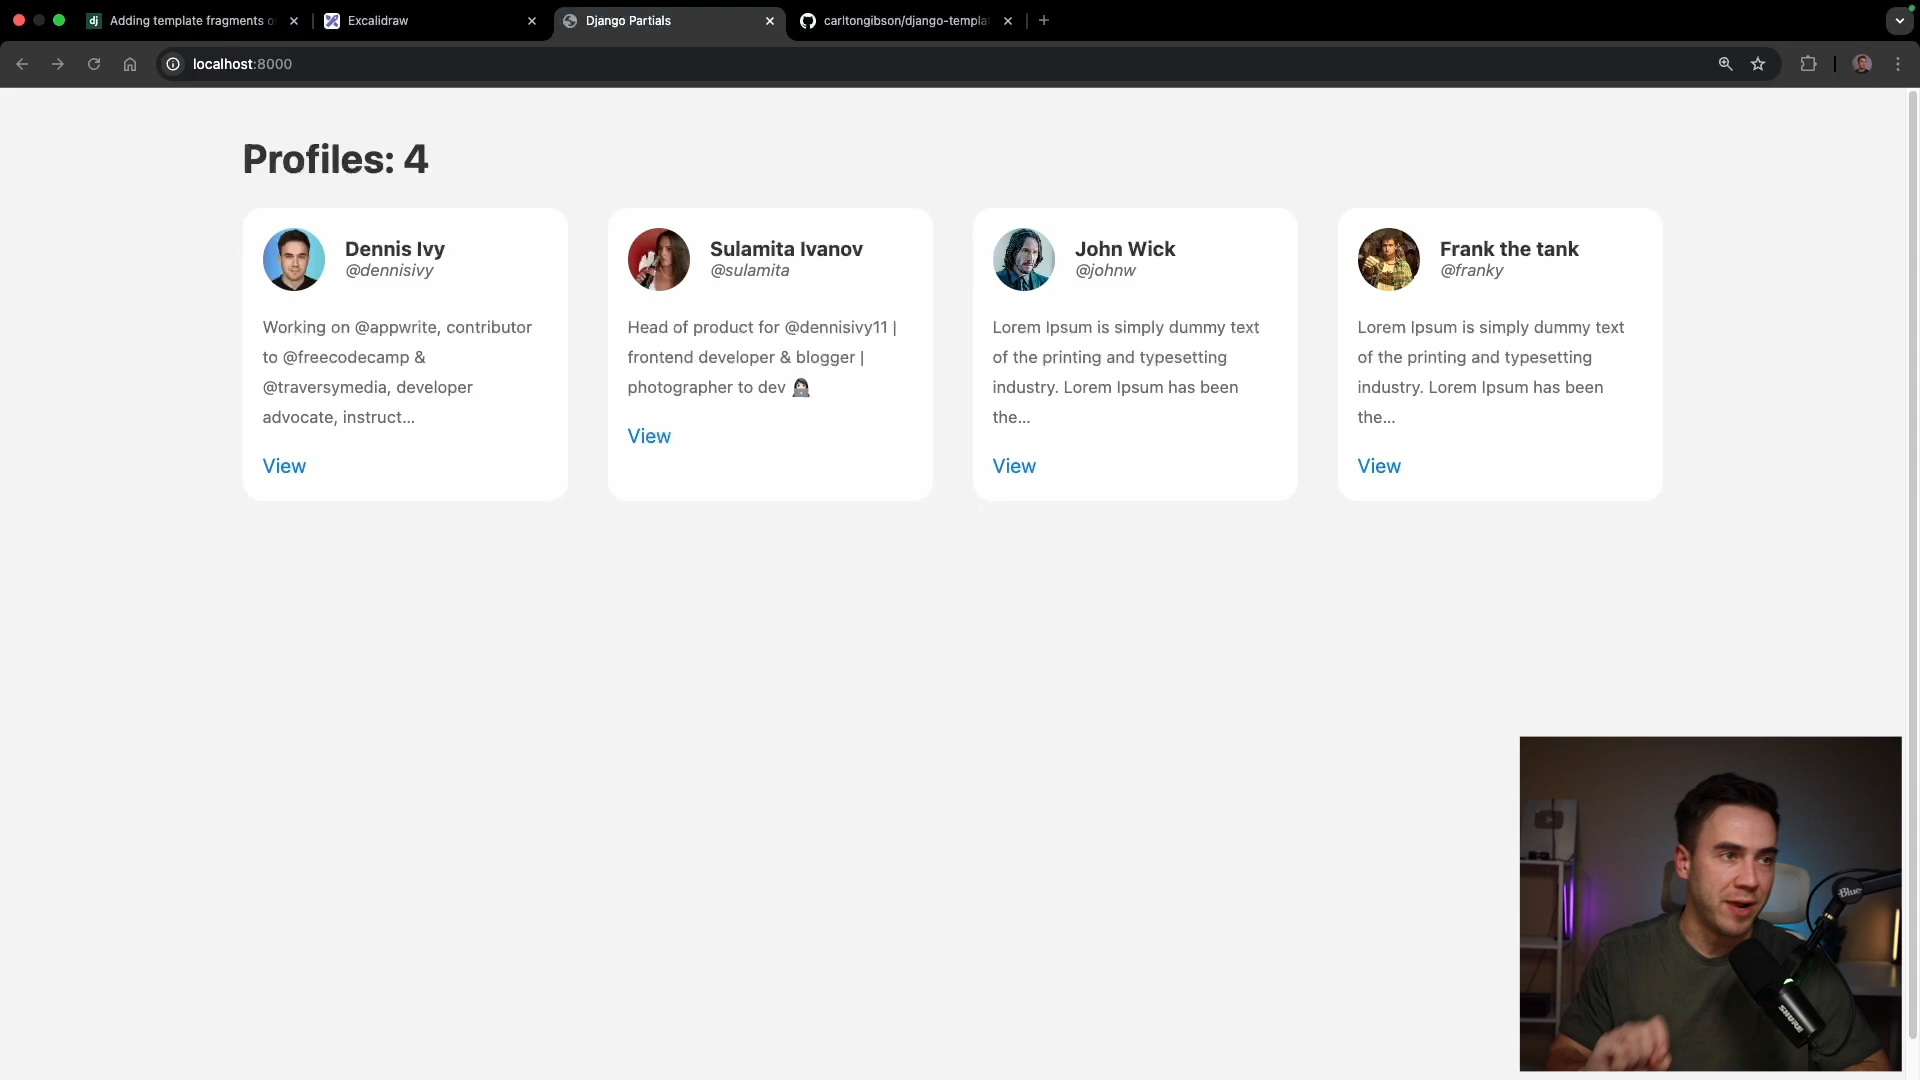 Adding template fragments o
Excalidraw
Django Partials
carltongibson/django-templa
localhost:8000
Profiles: 4
Dennis Ivy
@dennisivy
Working on @appwrite, contributor
to @freecodecamp &
@traversymedia, developer
advocate, instruct...
View
Sulamita Ivanov
@sulamita
Head of product for @dennisivy11 |
frontend developer & blogger |
photographer to dev 👩🏻‍💻
View
John Wick
@johnw
Lorem Ipsum is simply dummy text
of the printing and typesetting
industry. Lorem Ipsum has been
the...
View
Frank the tank
@franky
Lorem Ipsum is simply dummy text
of the printing and typesetting
industry. Lorem Ipsum has been
the...
View
Blue
SHURE